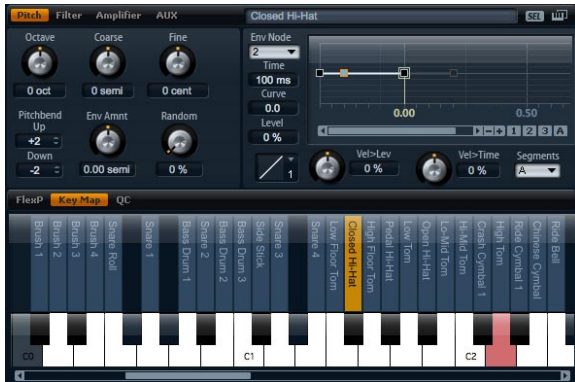 Pitch Filter Amplifier AUX Closed Hi-Hat SEL
Octave Coarse Fine Env Node
2
Time
0 oct 0 semi 0 cent 100 ms
Curve
0.0
0.00 0.50
Pitchbend Env Amnt Random Level
Up 0 %
+2
1 2 3 A
Down
-2 0.00 semi 0 % 1 Vel>Lev 0 % Vel>Time 0 % Segments A
FlexP Key Map QC
Brush 1
Brush 2
Brush 3
Brush 4
Snare Roll
Snare 1
Bass Drum 1
Snare 2
Bass Drum 2
Bass Drum 3
Side Stick
Snare 3
Snare 4
Low Floor Tom
Closed Hi-Hat
High Floor Tom
Pedal Hi-Hat
Low Tom
Open Hi-Hat
Lo-Mid Tom
Hi-Mid Tom
Crash Cymbal 1
High Tom
Ride Cymbal 1
Chinese Cymbal
Ride Bell
C0 C1 C2